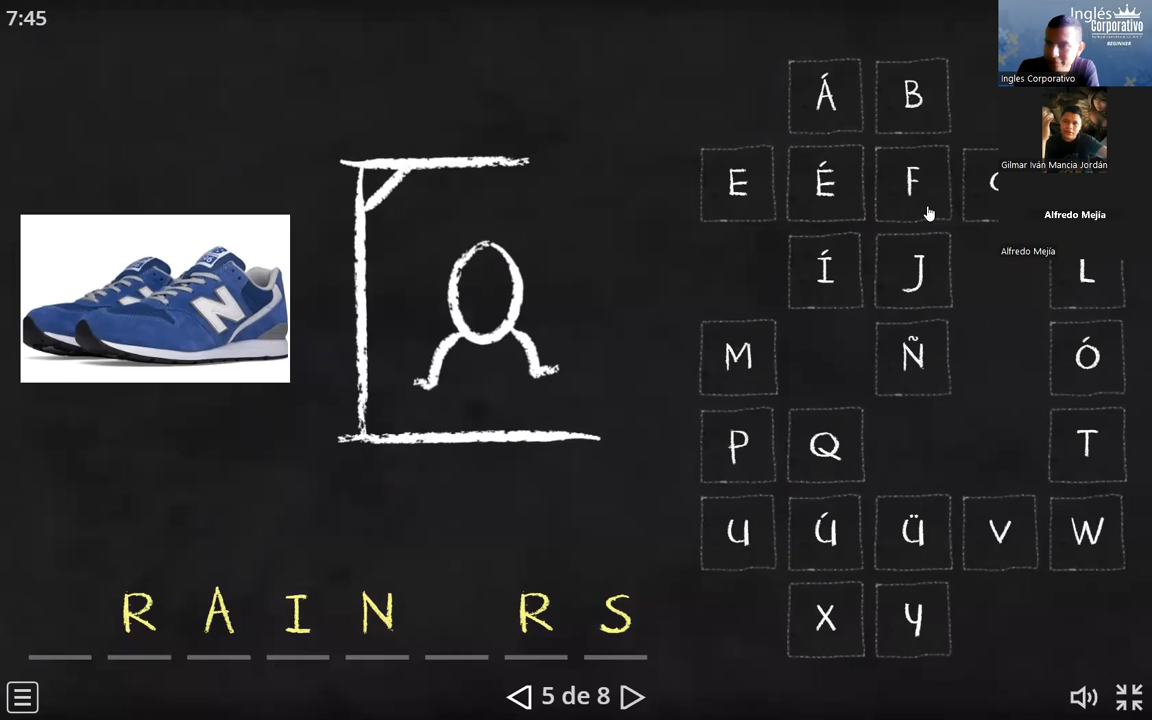 7:45
Inglés
Corporativo
BEGINNER
Ingles Corporativo
Gilmar Iván Mancia Jordán
Alfredo Mejía
Alfredo Mejía
Á B
E É F
Í J L
M Ñ Ó
P Q T
U Ú Ü V W
X Y
N
R A I N R S
5 de 8